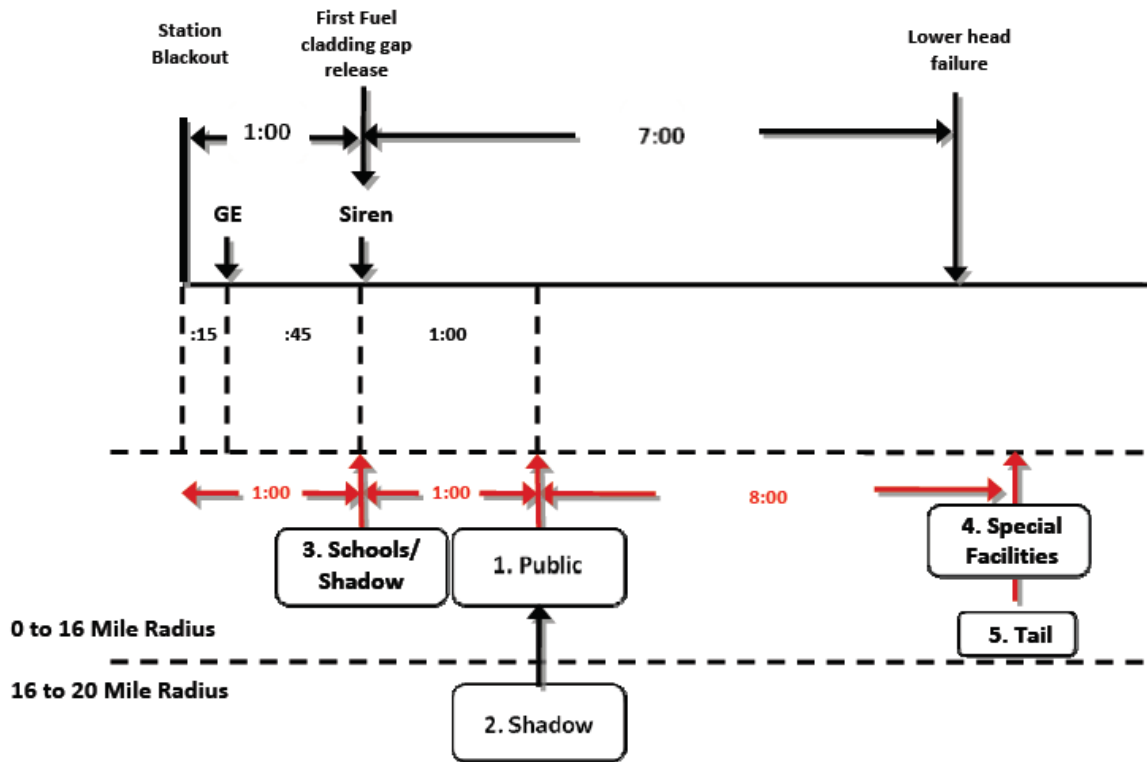 First Fuel
Station
Blackout
cladding gap
release
Lower head
failure
1:00
7:00
GE
Siren
:15
:45
1:00
1:00
1:00
8:00
3. Schools/
Shadow
1. Public
4. Special
Facilities
0 to 16 Mile Radius
5. Tail
16 to 20 Mile Radius
2. Shadow